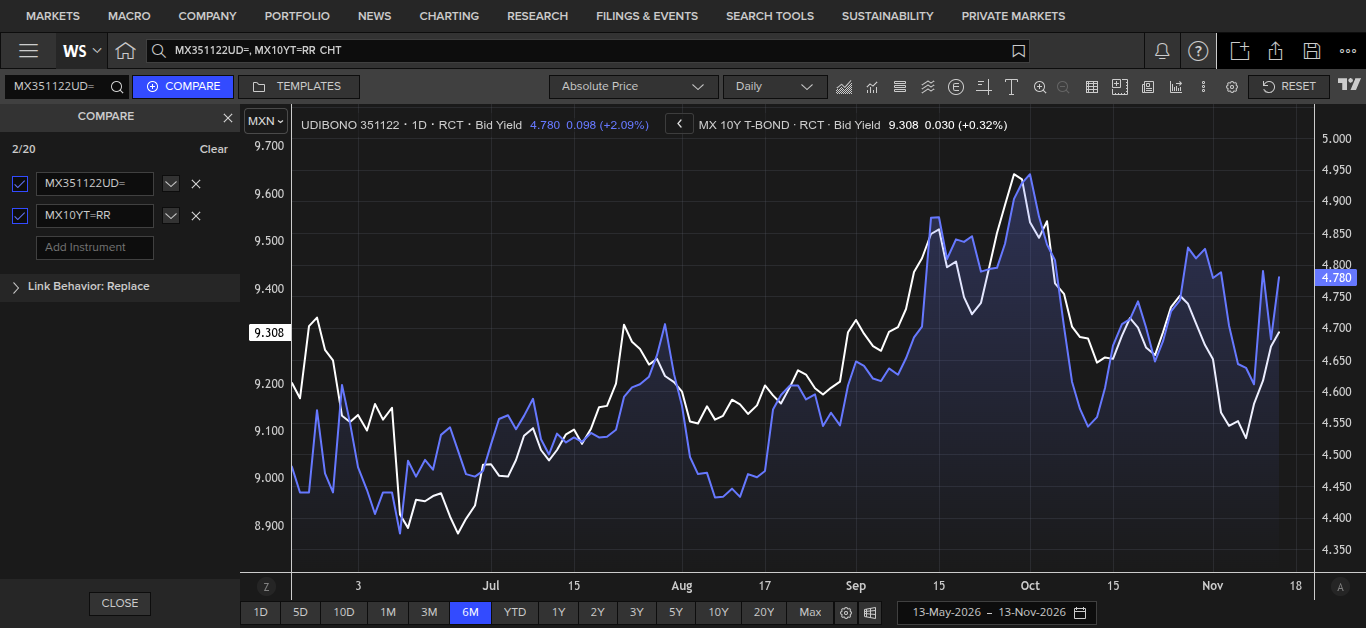 MARKETS MACRO COMPANY PORTFOLIO NEWS CHARTING RESEARCH FILINGS & EVENTS SEARCH TOOLS SUSTAINABILITY PRIVATE MARKETS
WS MX351122UD=, MX10YT=RR CHT
MX351122UD= COMPARE TEMPLATES Absolute Price Daily RESET
COMPARE
2/20 Clear
MX351122UD=
MX10YT=RR
Add Instrument
Link Behavior: Replace
CLOSE
MXN UDIBONO 351122 · 1D · RCT · Bid Yield 4.780 0.098 (+2.09%) MX 10Y T-BOND · RCT · Bid Yield 9.308 0.030 (+0.32%)
9.700
9.600
9.500
9.400
9.308
9.200
9.100
9.000
8.900
5.000
4.950
4.900
4.850
4.800
4.780
4.750
4.700
4.650
4.600
4.550
4.500
4.450
4.400
4.350
Z 3 Jul 15 Aug 17 Sep 15 Oct 15 Nov 18 A
1D 5D 10D 1M 3M 6M YTD 1Y 2Y 3Y 5Y 10Y 20Y Max 13-May-2026 – 13-Nov-2026